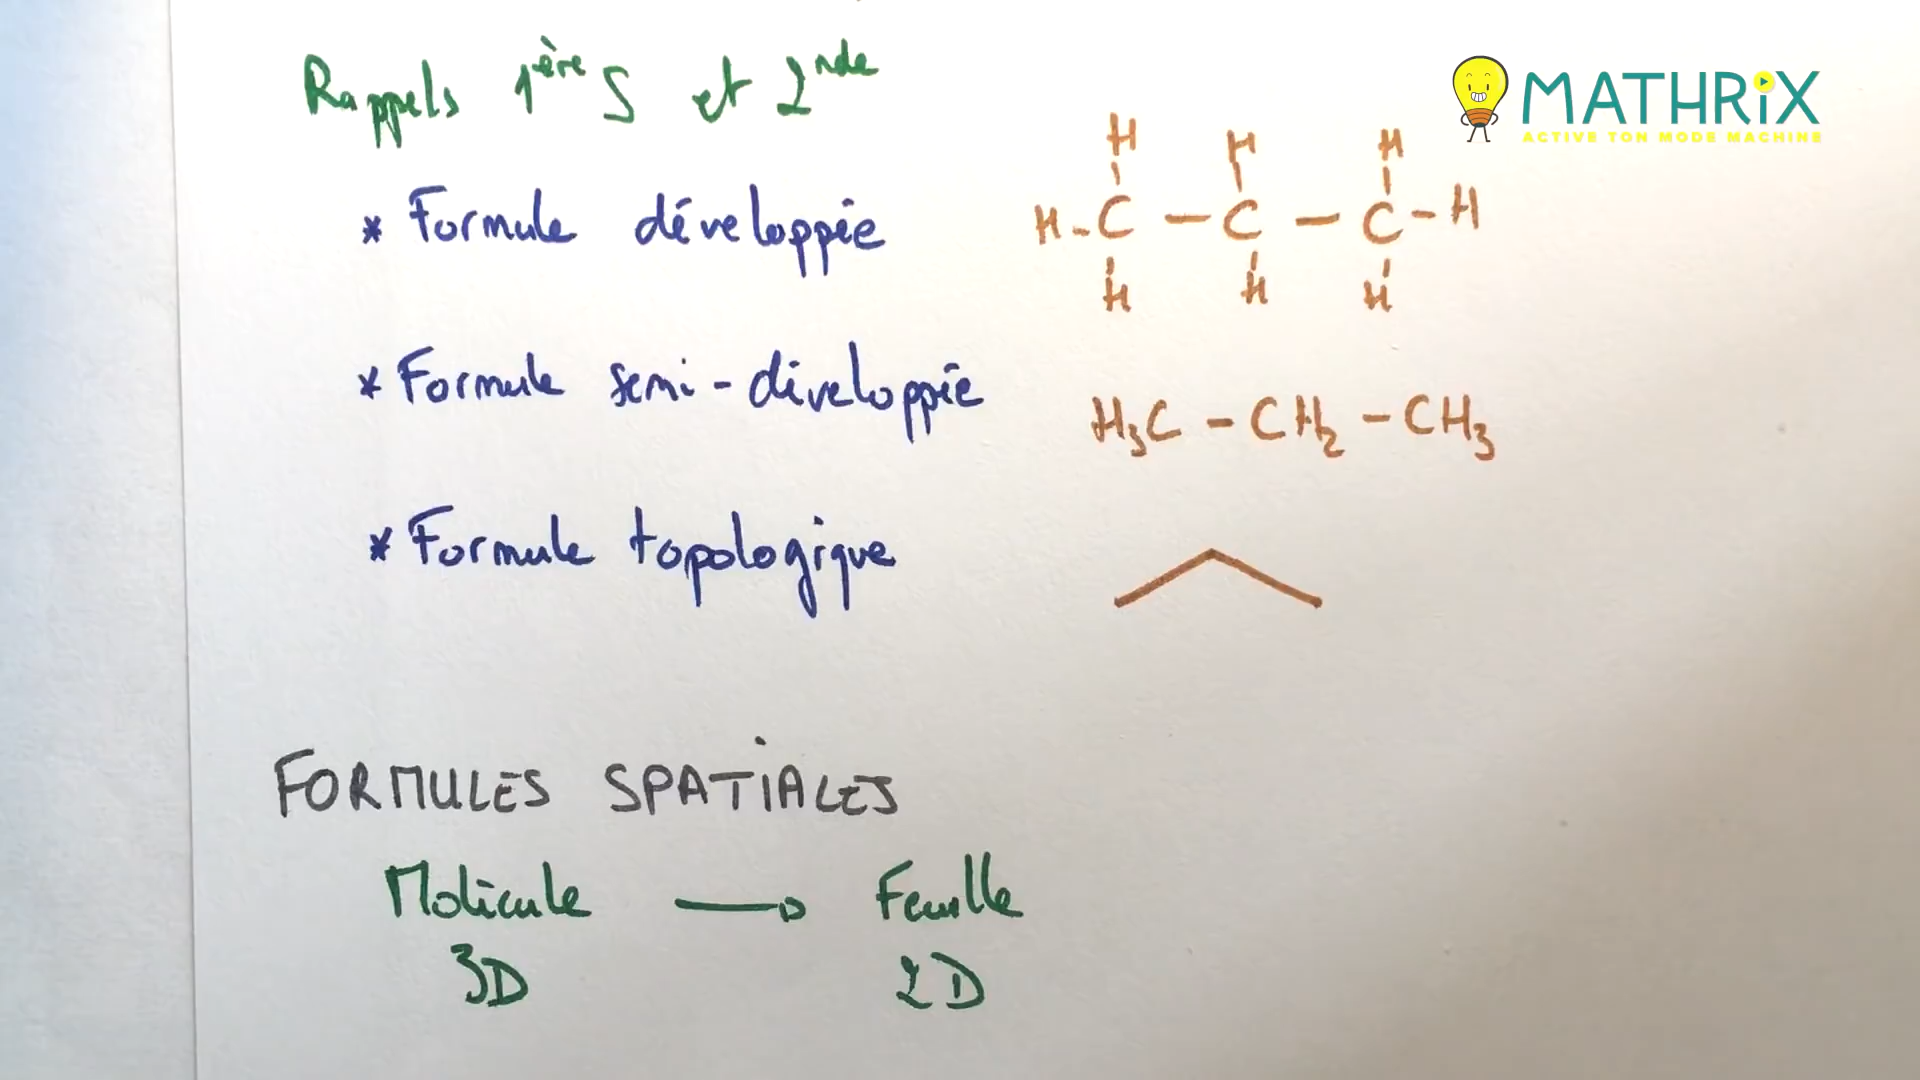 Rappels 1ère S et 2nde
MATHRiX
ACTIVE TON MODE MACHINE
H H H
* Formule développée H-C-C-C-H
H H H
* Formule semi-développée H₃C-CH₂-CH₃
* Formule topologique
FORMULES SPATIALES
Molécule → Feuille
3D 2D